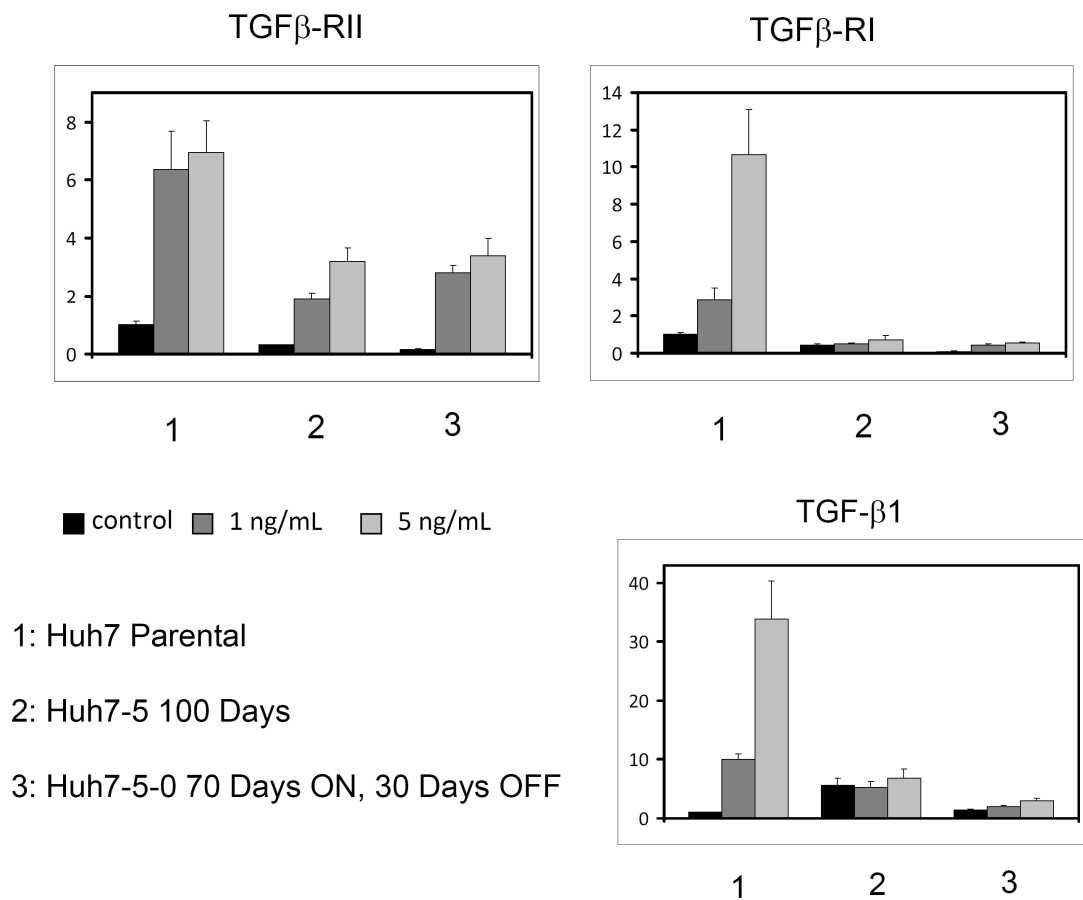 TGFβ-RII
TGFβ-RI
8
6
4
2
0
14
12
10
8
6
4
2
0
1 2 3
1 2 3
control 1 ng/mL 5 ng/mL
TGF-β1
40
30
20
10
0
1: Huh7 Parental
2: Huh7-5 100 Days
3: Huh7-5-0 70 Days ON, 30 Days OFF
1 2 3